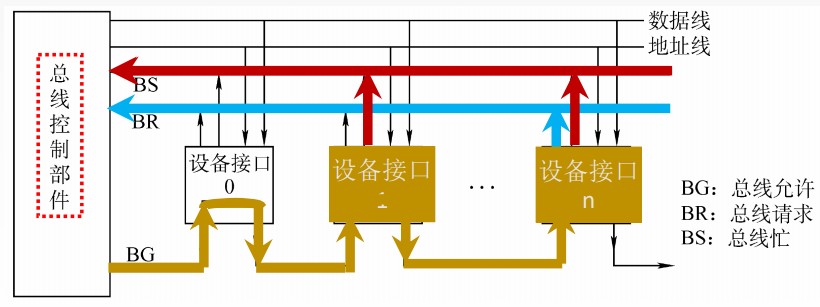 数据线
地址线
总线控制部件
BS
BR
设备接口
0
设备接口
1
…
设备接口
n
BG
BG：总线允许
BR：总线请求
BS：总线忙